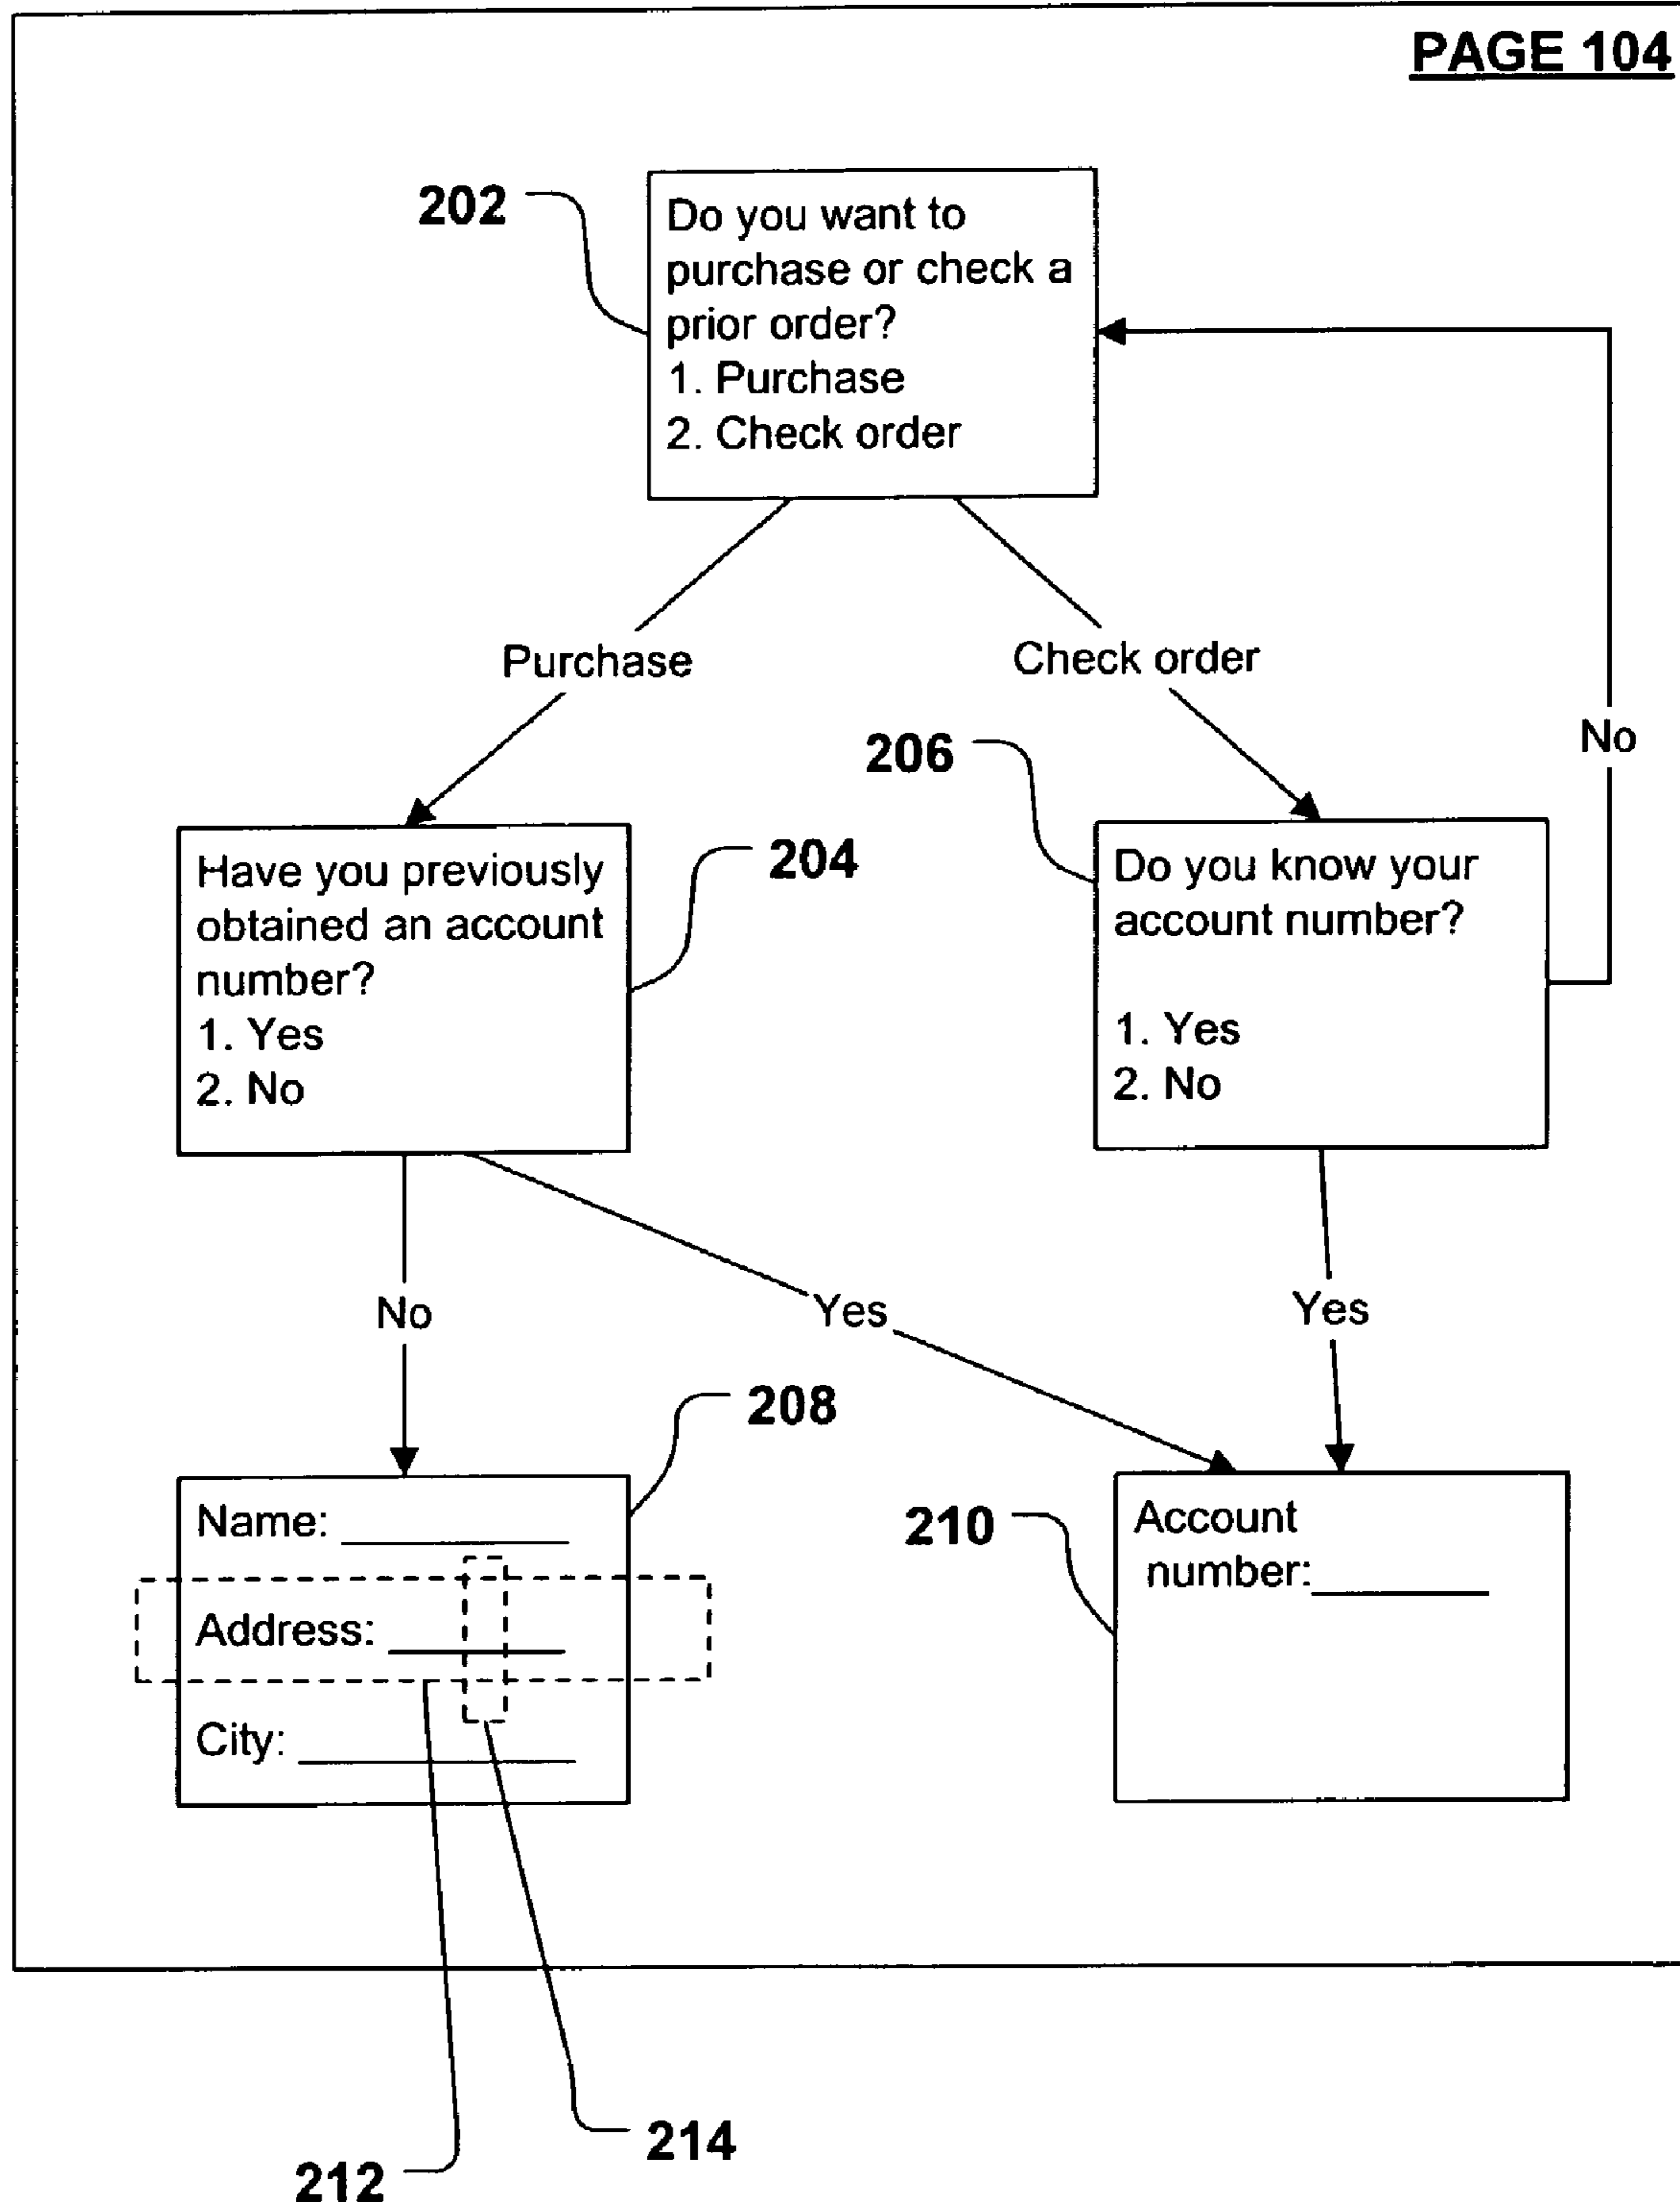 PAGE 104
202
Do you want to
purchase or check a
prior order?
1. Purchase
2. Check order
Purchase
Check order
No
206
204
Have you previously
obtained an account
number?
1. Yes
2. No
Do you know your
account number?
1. Yes
2. No
No
Yes
Yes
208
210
Name:
Address:
City:
Account
number:
214
212